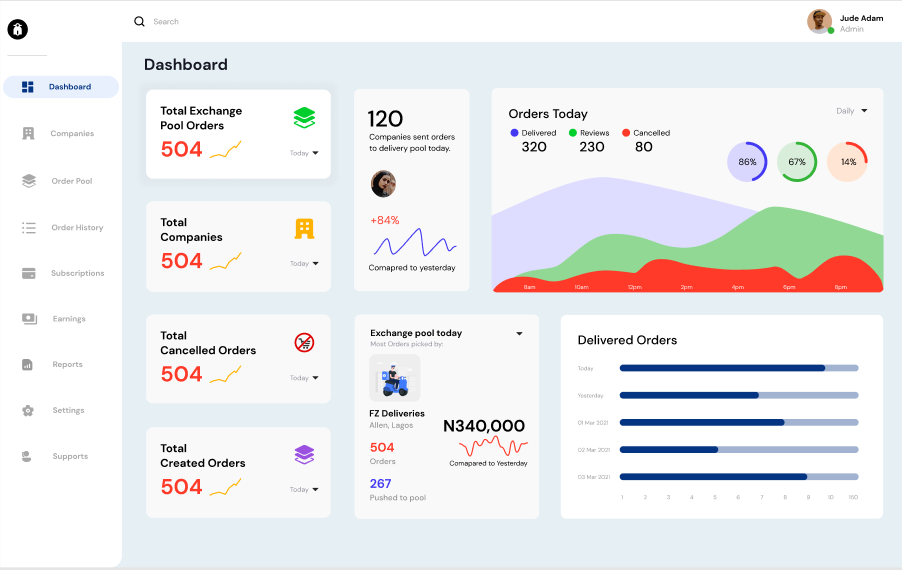 Search
Jude Adam
Admin
Dashboard
Companies
Order Pool
Order History
Subscriptions
Earnings
Reports
Settings
Supports
Dashboard
Total Exchange
Pool Orders
504
Today
Total
Companies
504
Today
Total
Cancelled Orders
504
Today
Total
Created Orders
504
Today
120
Companies sent orders
to delivery pool today.
+84%
Comapred to yesterday
Orders Today
Daily
Delivered Reviews Cancelled
320 230 80
86% 67% 14%
8am 10am 12pm 2pm 4pm 6pm 8pm
Exchange pool today
Most Orders picked by:
FZ Deliveries
Allen, Lagos
504
Orders
267
Pushed to pool
N340,000
Comapared to Yesterday
Delivered Orders
Today
Yesterday
01 Mar 2021
02 Mar 2021
03 Mar 2021
1 2 3 4 5 6 7 8 9 10 150